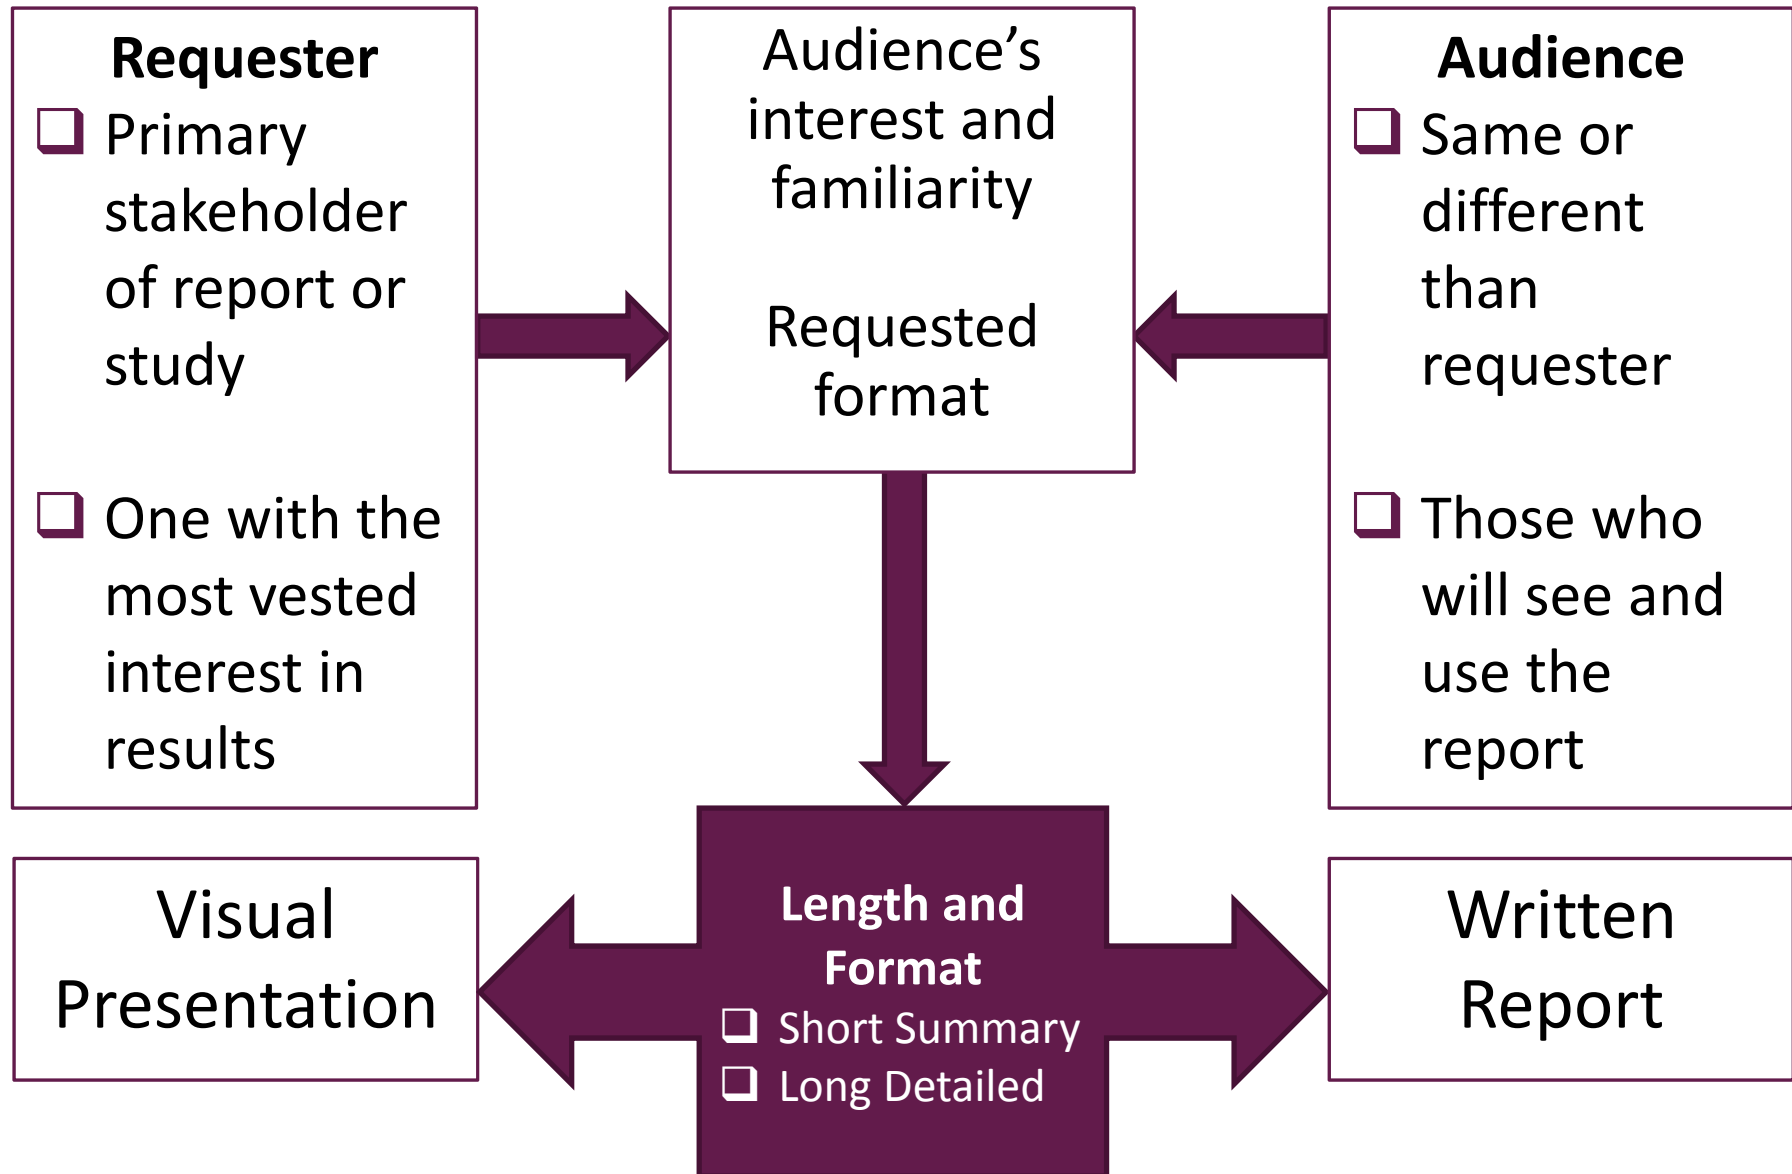 Requester
❑ Primary
stakeholder
of report or
study
❑ One with the
most vested
interest in
results
Audience’s
interest and
familiarity
Requested
format
Audience
❑ Same or
different
than
requester
❑ Those who
will see and
use the
report
Visual
Presentation
Length and
Format
❑ Short Summary
❑ Long Detailed
Written
Report